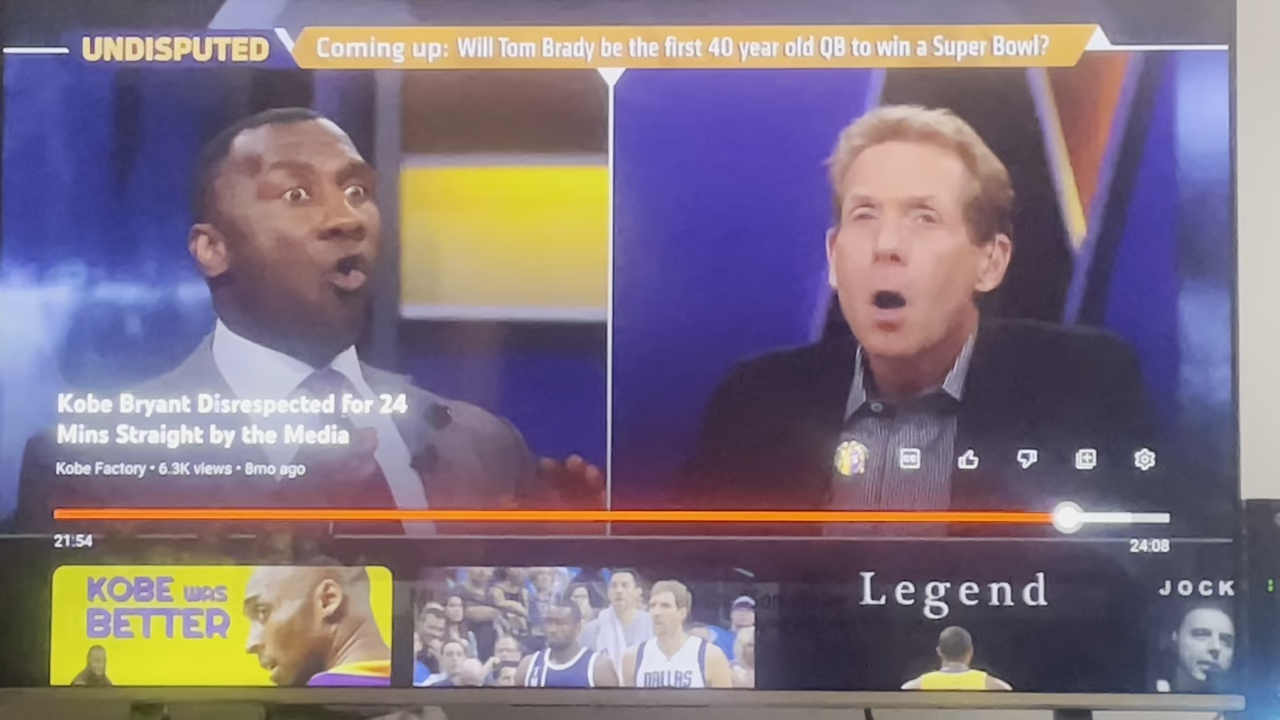 UNDISPUTED
Coming up: Will Tom Brady be the first 40 year old QB to win a Super Bowl?
Kobe Bryant Disrespected for 24
Mins Straight by the Media
Kobe Factory • 6.3K views • 8mo ago
CC
21:54
24:08
KOBE WAS
BETTER
DALLAS
Legend
JOCK